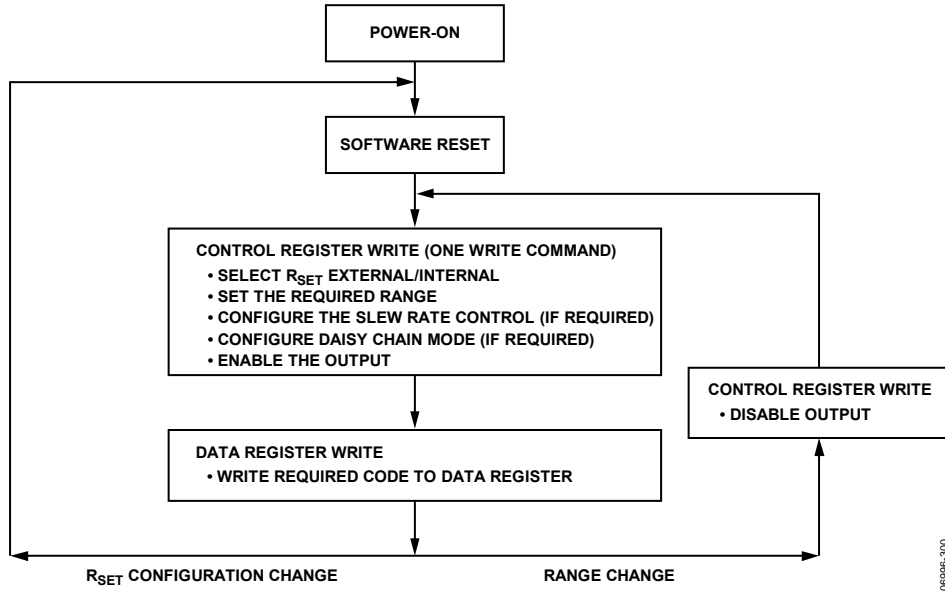 POWER-ON
SOFTWARE RESET
CONTROL REGISTER WRITE (ONE WRITE COMMAND)
• SELECT RSET EXTERNAL/INTERNAL
• SET THE REQUIRED RANGE
• CONFIGURE THE SLEW RATE CONTROL (IF REQUIRED)
• CONFIGURE DAISY CHAIN MODE (IF REQUIRED)
• ENABLE THE OUTPUT
CONTROL REGISTER WRITE
• DISABLE OUTPUT
DATA REGISTER WRITE
• WRITE REQUIRED CODE TO DATA REGISTER
RSET CONFIGURATION CHANGE
RANGE CHANGE
06996-300